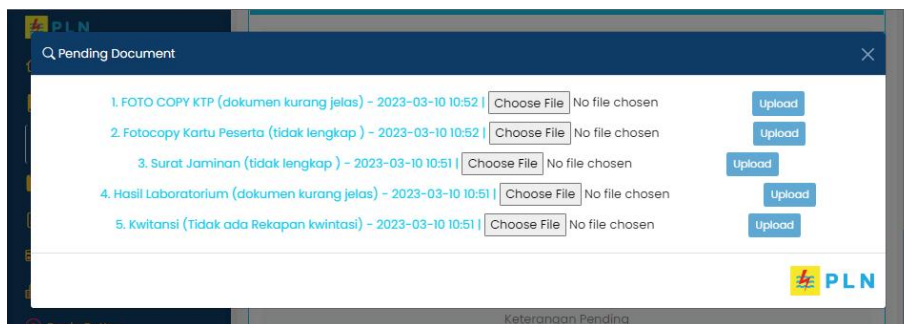 PLN
Pending Document
1. FOTO COPY KTP (dokumen kurang jelas) - 2023-03-10 10:52 | Choose File No file chosen Upload
2. Fotocopy Kartu Peserta (tidak lengkap ) - 2023-03-10 10:52 | Choose File No file chosen Upload
3. Surat Jaminan (tidak lengkap ) - 2023-03-10 10:51 | Choose File No file chosen Upload
4. Hasil Laboratorium (dokumen kurang jelas) - 2023-03-10 10:51 | Choose File No file chosen Upload
5. Kwitansi (Tidak ada Rekapan kwintasi) - 2023-03-10 10:51 | Choose File No file chosen Upload
PLN
Keterangan Pending